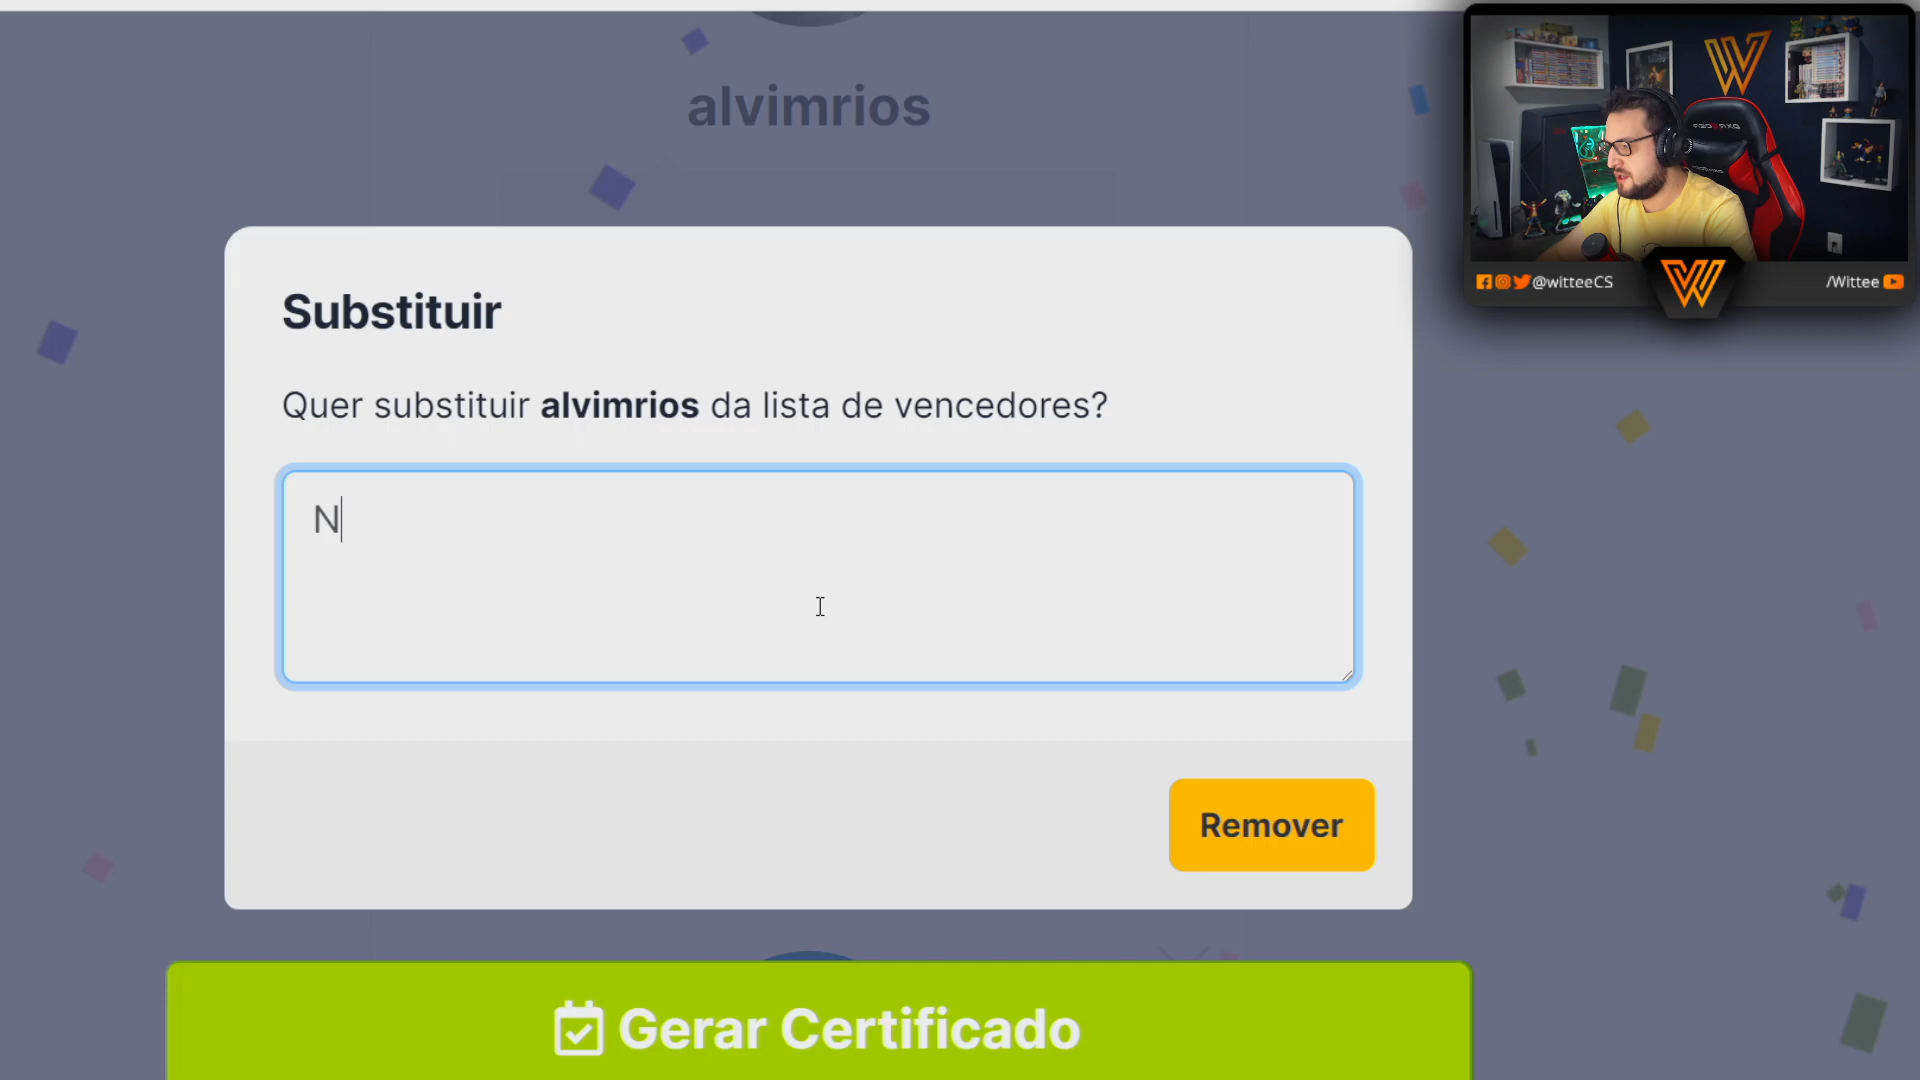 alvimrios
Substituir
Quer substituir alvimrios da lista de vencedores?
N
Remover
Gerar Certificado
@witteeCS
/Wittee